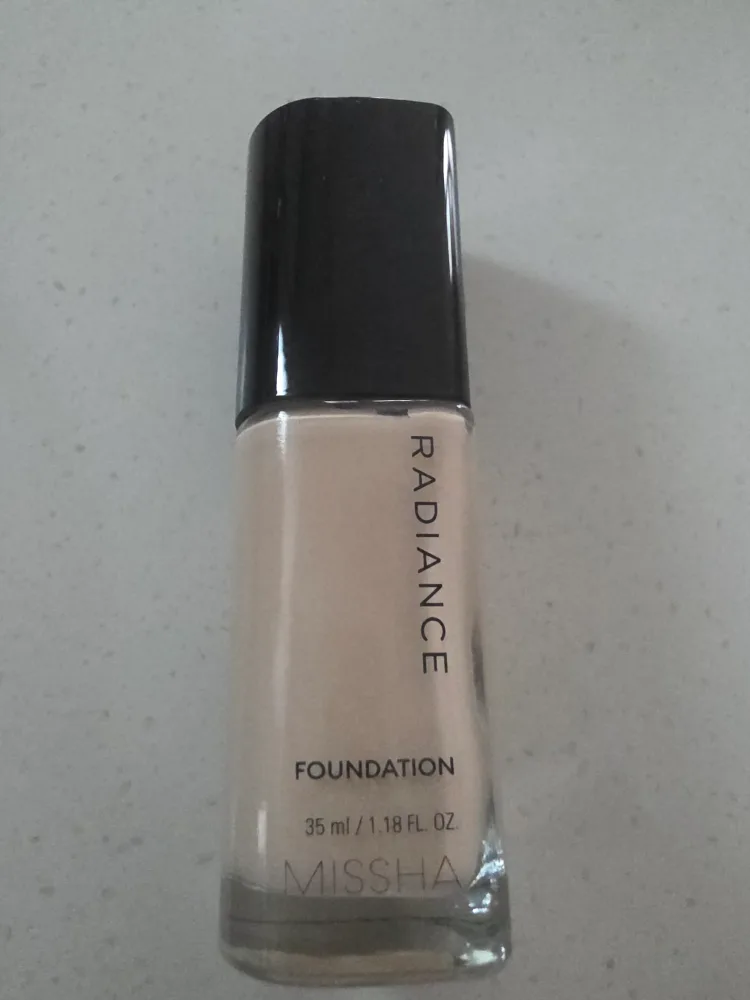 RADIANCE
FOUNDATION
35 ml / 1.18 FL. OZ.
MISSHA